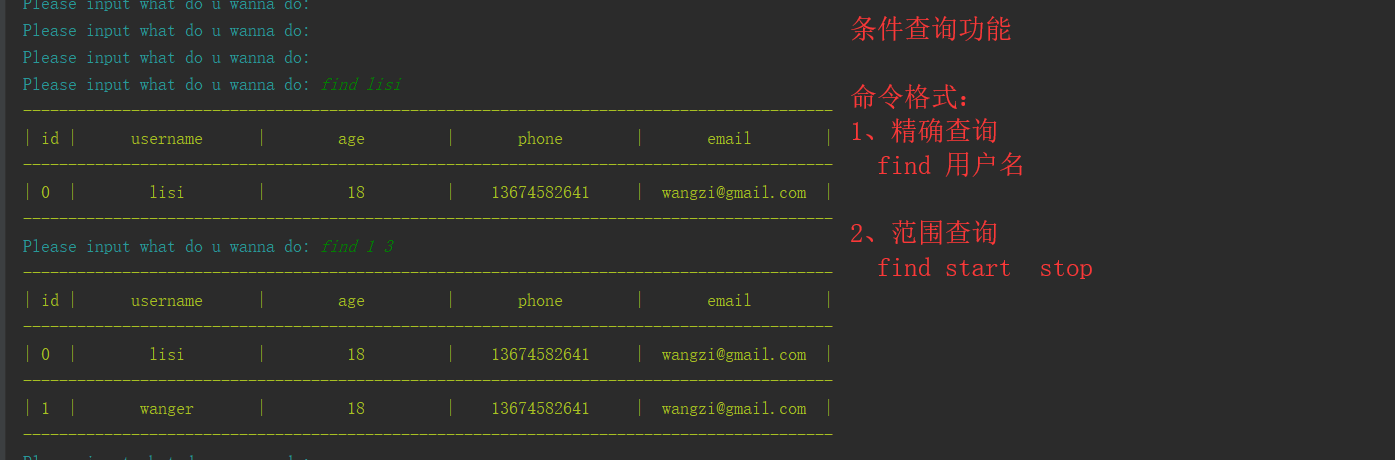 Please input what do u wanna do:
Please input what do u wanna do:
Please input what do u wanna do:
Please input what do u wanna do: find lisi
| id | username | age | phone | email |
| 0 | lisi | 18 | 13674582641 | wangzi@gmail.com |
Please input what do u wanna do: find 1 3
| id | username | age | phone | email |
| 0 | lisi | 18 | 13674582641 | wangzi@gmail.com |
| 1 | wanger | 18 | 13674582641 | wangzi@gmail.com |
条件查询功能
命令格式:
1、精确查询
find 用户名
2、范围查询
find start stop